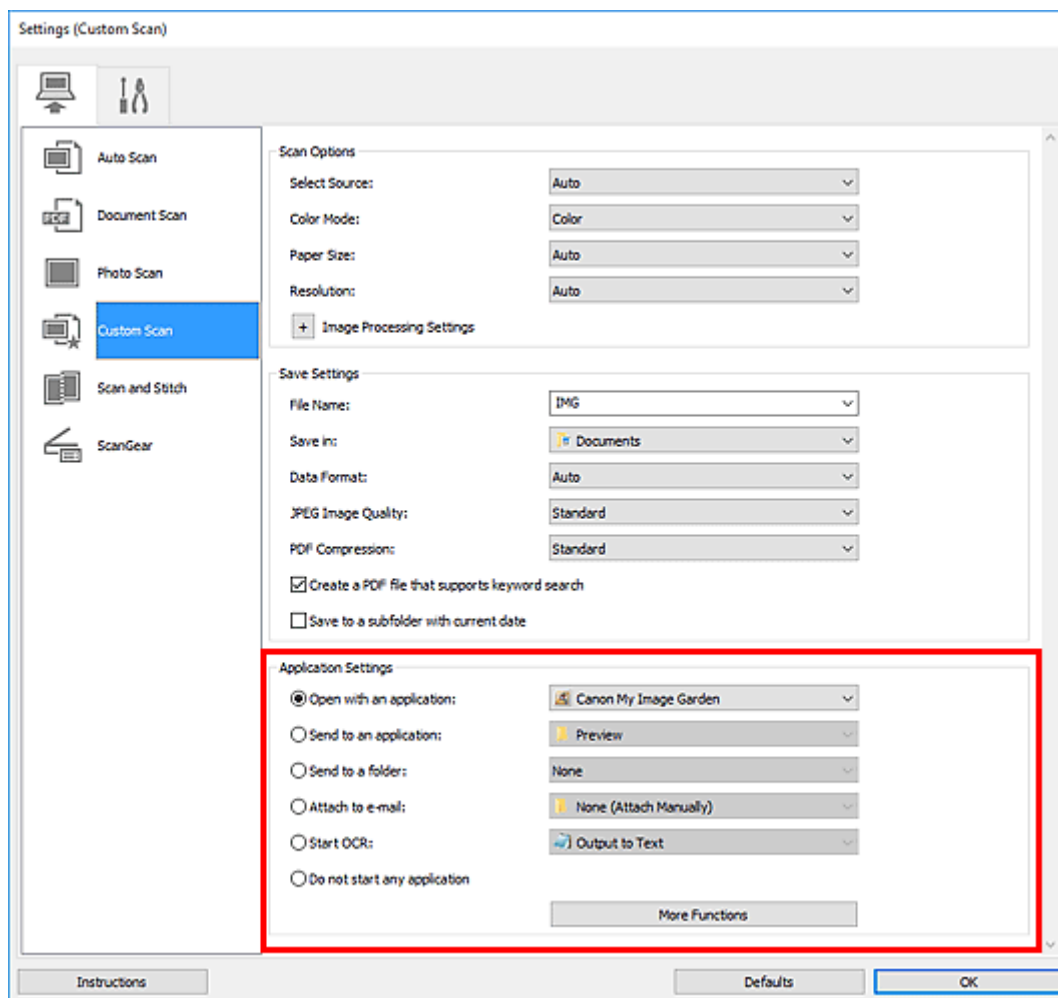 Settings (Custom Scan)
Auto Scan
Document Scan
Photo Scan
Custom Scan
Scan and Stitch
ScanGear
Scan Options
Select Source: Auto
Color Mode: Color
Paper Size: Auto
Resolution: Auto
+ Image Processing Settings
Save Settings
File Name: IMG
Save in: Documents
Data Format: Auto
JPEG Image Quality: Standard
PDF Compression: Standard
Create a PDF file that supports keyword search
Save to a subfolder with current date
Application Settings
Open with an application: Canon My Image Garden
Send to an application: Preview
Send to a folder: None
Attach to e-mail: None (Attach Manually)
Start OCR: Output to Text
Do not start any application
More Functions
Instructions Defaults OK